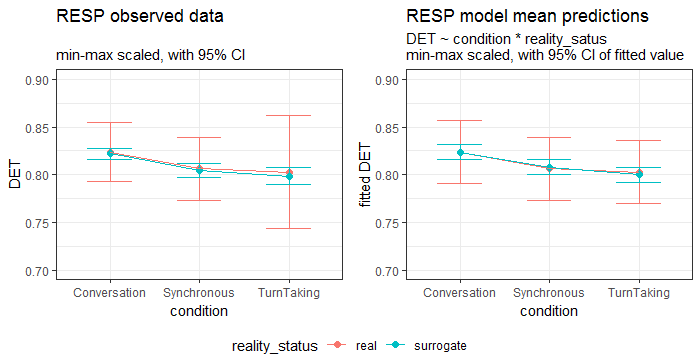 RESP observed data
min-max scaled, with 95% CI
0.90
0.85
0.80
0.75
0.70
DET
Conversation Synchronous TurnTaking
condition
RESP model mean predictions
DET ~ condition * reality_satus
min-max scaled, with 95% CI of fitted value
0.90
0.85
0.80
0.75
0.70
fitted DET
Conversation Synchronous TurnTaking
condition
reality_status real surrogate